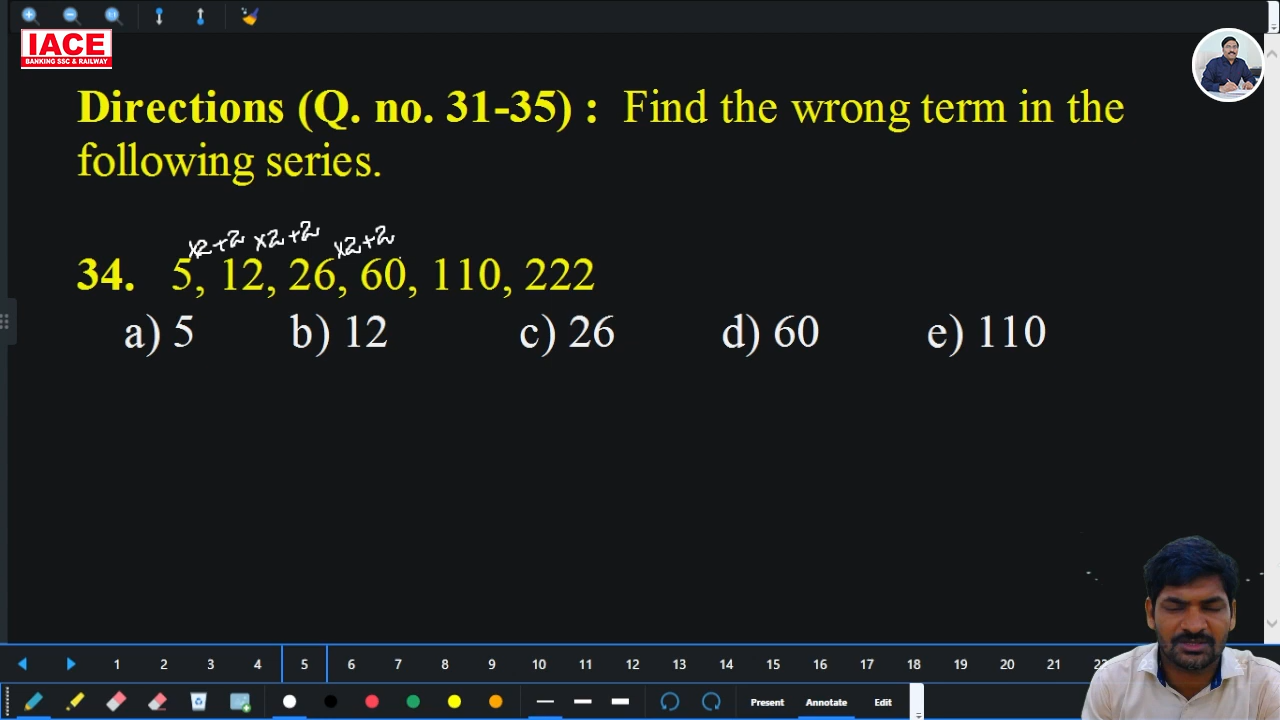 IACE
BANKING SSC & RAILWAY
Directions (Q. no. 31-35) : Find the wrong term in the
following series.
×2+2 ×2+2 ×2+2
34. 5, 12, 26, 60, 110, 222
a) 5 b) 12 c) 26 d) 60 e) 110
1 2 3 4 5 6 7 8 9 10 11 12 13 14 15 16 17 18 19 20 21
Present Annotate Edit